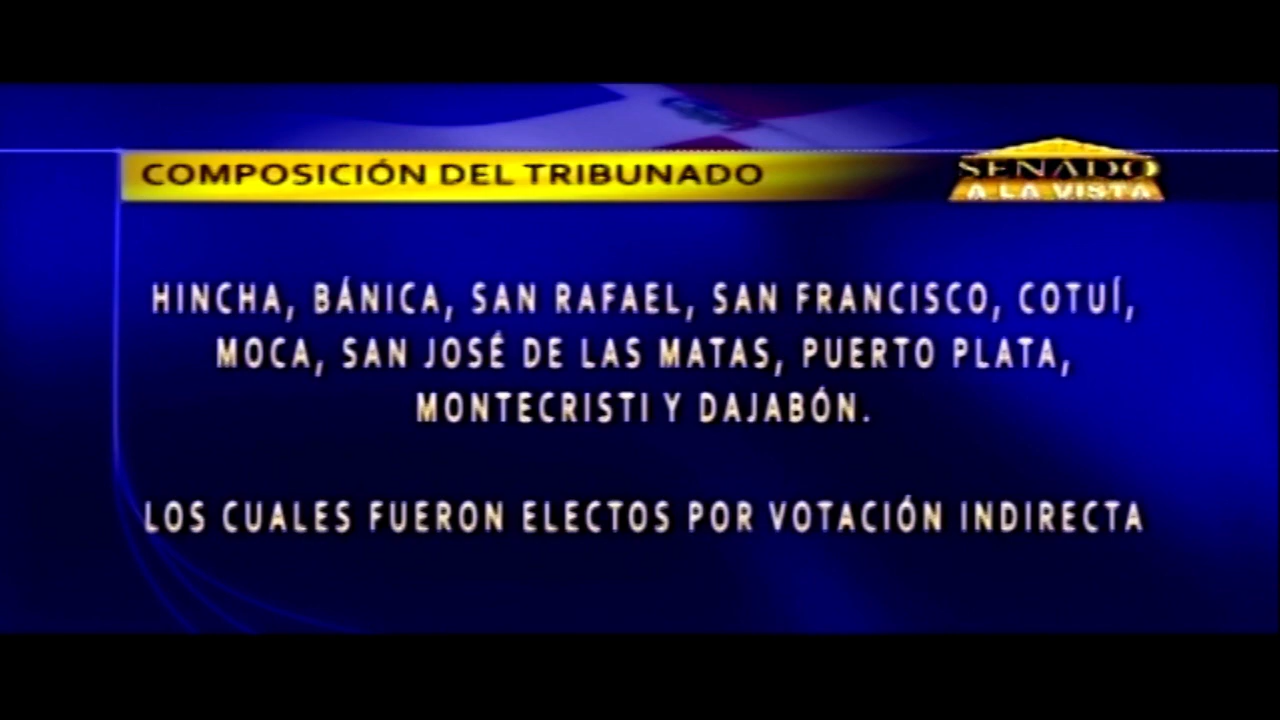 COMPOSICIÓN DEL TRIBUNADO
SENADO
A LA VISTA
HINCHA, BÁNICA, SAN RAFAEL, SAN FRANCISCO, COTUÍ,
MOCA, SAN JOSÉ DE LAS MATAS, PUERTO PLATA,
MONTECRISTI Y DAJABÓN.
LOS CUALES FUERON ELECTOS POR VOTACIÓN INDIRECTA